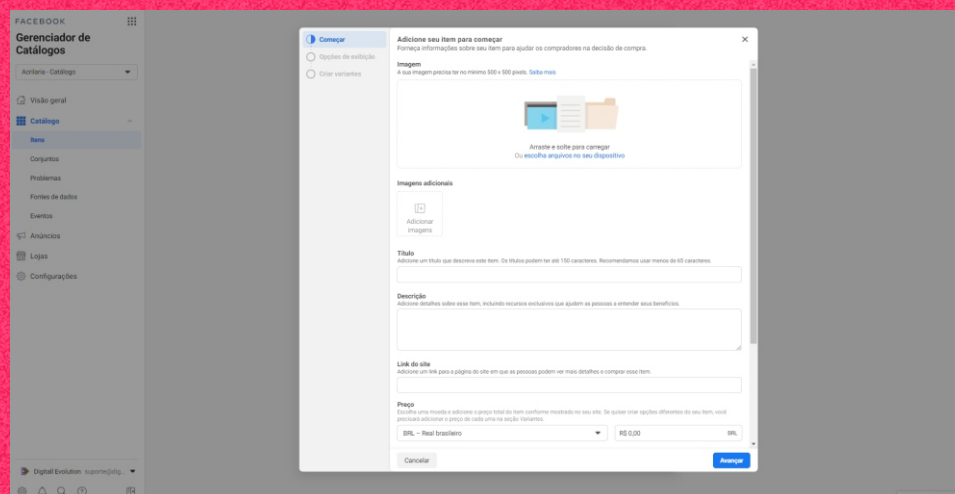 FACEBOOK
Gerenciador de
Catálogos
Acrilaria - Catálogo
Visão geral
Catálogo
Itens
Conjuntos
Problemas
Fontes de dados
Eventos
Anúncios
Lojas
Configurações
Digitall Evolution suporte@dig...
Começar
Opções de exibição
Criar variantes
Adicione seu item para começar
Forneça informações sobre seu item para ajudar os compradores na decisão de compra.
Imagem
A sua imagem precisa ter no mínimo 500 x 500 pixels. Saiba mais
Arraste e solte para carregar
Ou escolha arquivos no seu dispositivo
Imagens adicionais
Adicionar
imagens
Título
Adicione um título que descreva este item. Os títulos podem ter até 150 caracteres. Recomendamos usar menos de 65 caracteres.
Descrição
Adicione detalhes sobre esse item, incluindo recursos exclusivos que ajudem as pessoas a entender seus benefícios.
Link do site
Adicione um link para a página do site em que as pessoas podem ver mais detalhes e comprar esse item.
Preço
Escolha uma moeda e adicione o preço total do item conforme mostrado no seu site. Se quiser criar opções diferentes do seu item, você
precisará adicionar o preço de cada uma na seção Variantes.
BRL – Real brasileiro
R$ 0,00 BRL
Cancelar
Avançar